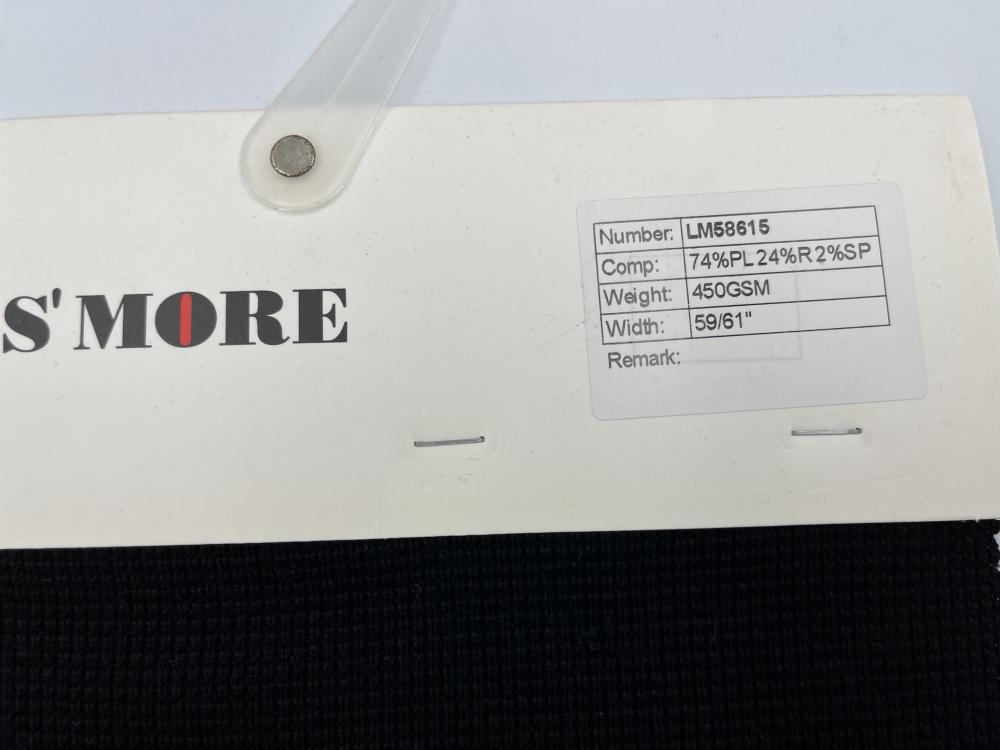 S'MORE
Number: LM58615
Comp: 74%PL 24%R 2%SP
Weight: 450GSM
Width: 59/61"
Remark: